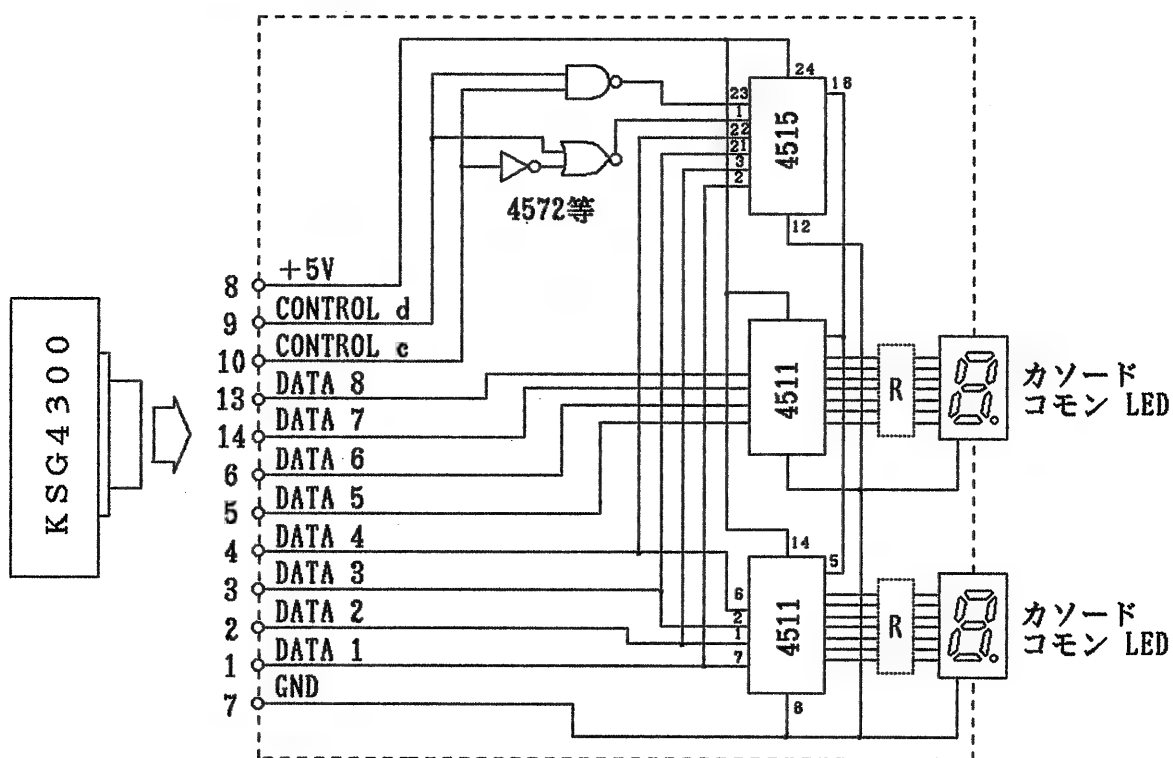 KSG4300
8
+5V
9
CONTROL d
10
CONTROL c
13
DATA 8
14
DATA 7
6
DATA 6
5
DATA 5
4
DATA 4
3
DATA 3
2
DATA 2
1
DATA 1
7
GND
4572等
24
18
23
1
22
21
3
2
4515
12
4511
R
カソード
コモン LED
14
5
6
2
1
7
4511
8
R
カソード
コモン LED